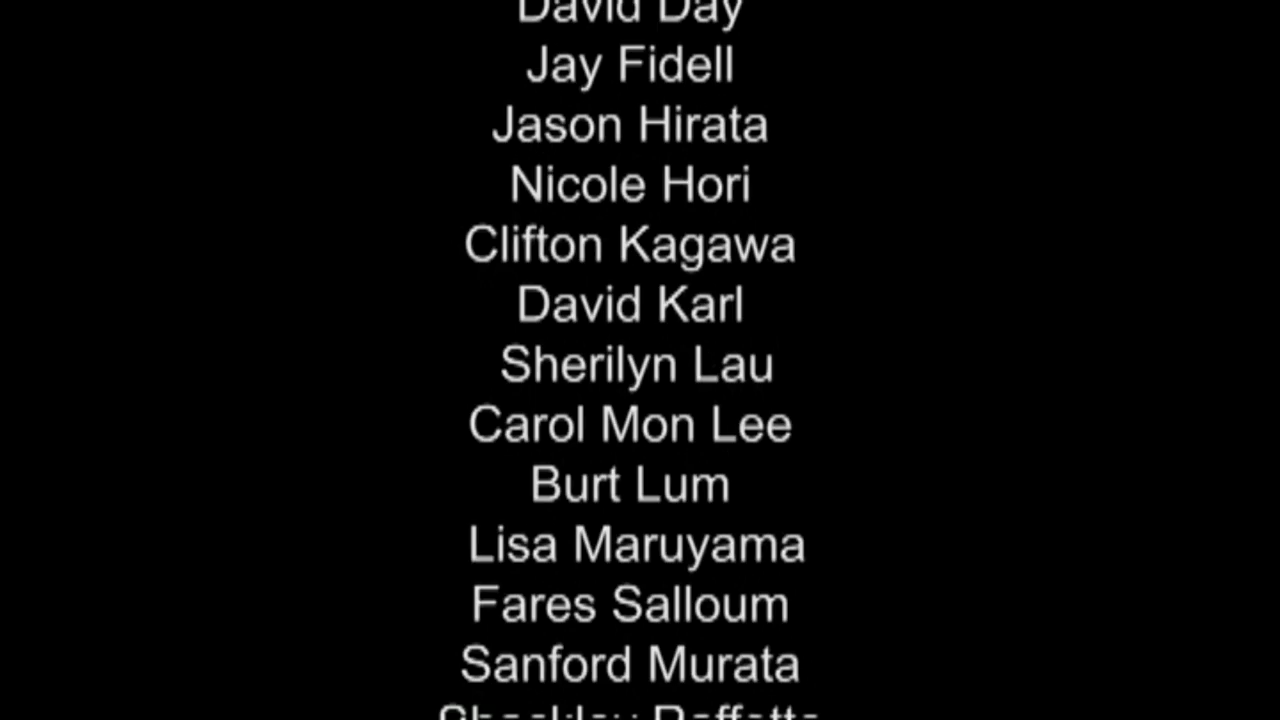 David Day
Jay Fidell
Jason Hirata
Nicole Hori
Clifton Kagawa
David Karl
Sherilyn Lau
Carol Mon Lee
Burt Lum
Lisa Maruyama
Fares Salloum
Sanford Murata